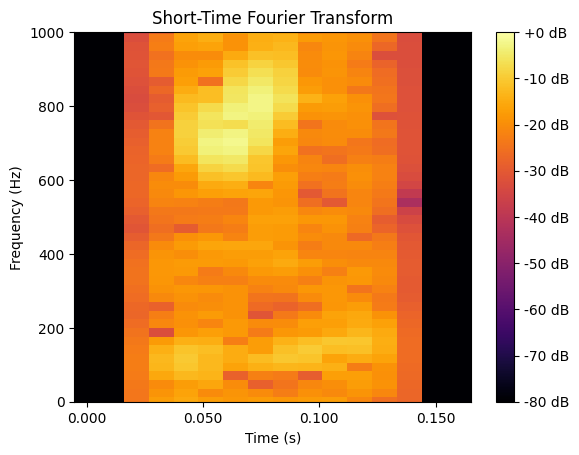 Short-Time Fourier Transform
1000
800
600
400
200
0
Frequency (Hz)
0.000
0.050
0.100
0.150
Time (s)
+0 dB
-10 dB
-20 dB
-30 dB
-40 dB
-50 dB
-60 dB
-70 dB
-80 dB